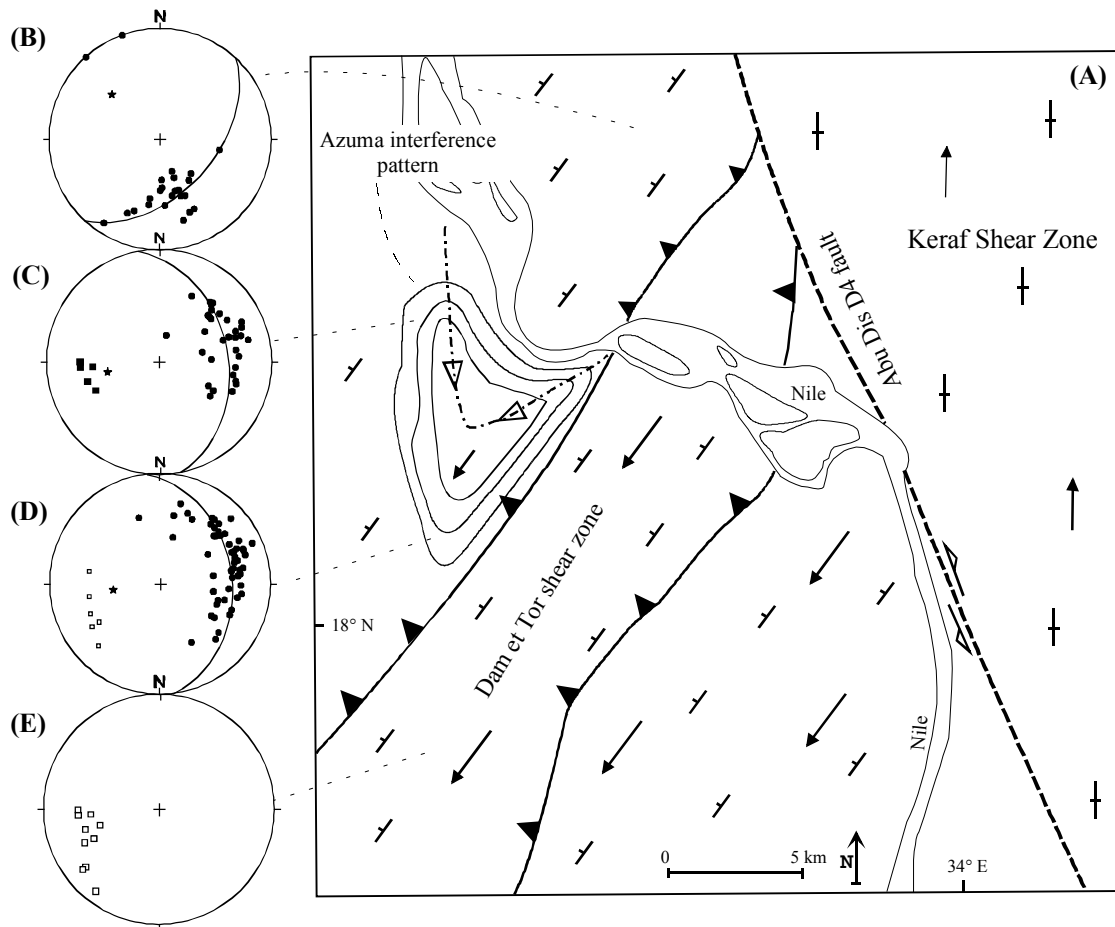 (B)
N
(C)
N
(D)
N
(E)
N
(A)
Azuma interference
pattern
Keraf Shear Zone
Abu Dis D4 fault
Nile
18° N
Dam et Tor shear zone
Nile
0
5 km
N
34° E